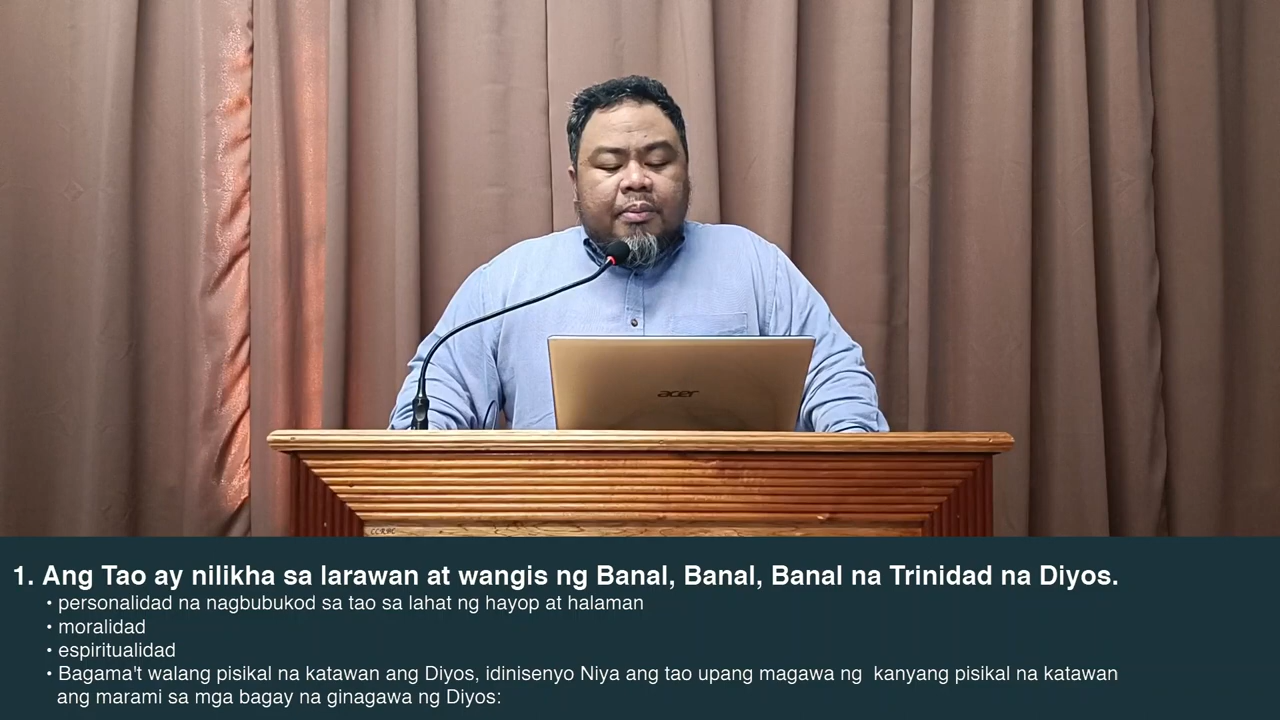 acer
CCRBC
1. Ang Tao ay nilikha sa larawan at wangis ng Banal, Banal, Banal na Trinidad na Diyos.
• personalidad na nagbubukod sa tao sa lahat ng hayop at halaman
• moralidad
• espiritualidad
• Bagama't walang pisikal na katawan ang Diyos, idinisenyo Niya ang tao upang magawa ng  kanyang pisikal na katawan
ang marami sa mga bagay na ginagawa ng Diyos: